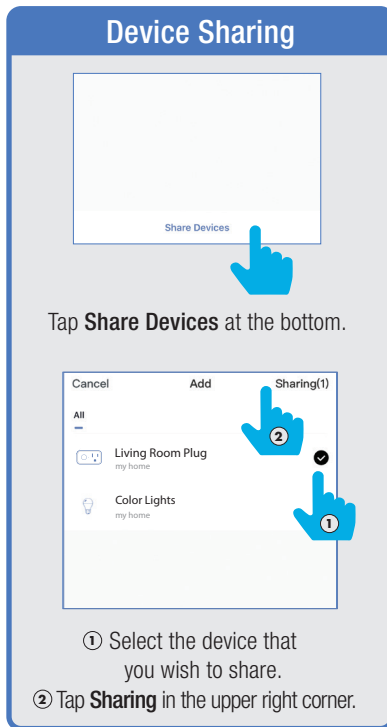 Device Sharing
Share Devices
Tap Share Devices at the bottom.
Cancel Add Sharing(1)
All
②
Living Room Plug
my home
Color Lights
my home
①
① Select the device that
you wish to share.
② Tap Sharing in the upper right corner.